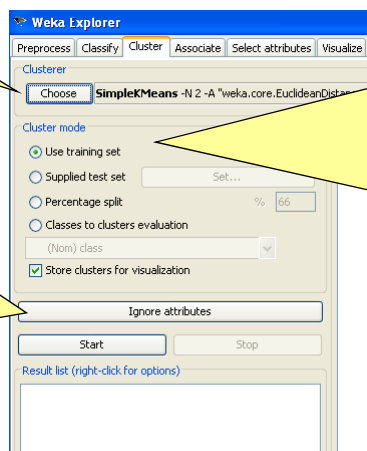 Weka Explorer
Preprocess Classify Cluster Associate Select attributes Visualize
Clusterer
Choose SimpleKMeans -N 2 -A "weka.core.EuclideanDistance
Cluster mode
Use training set
Supplied test set Set...
Percentage split % 66
Classes to clusters evaluation
(Nom) class
Store clusters for visualization
Ignore attributes
Start Stop
Result list (right-click for options)